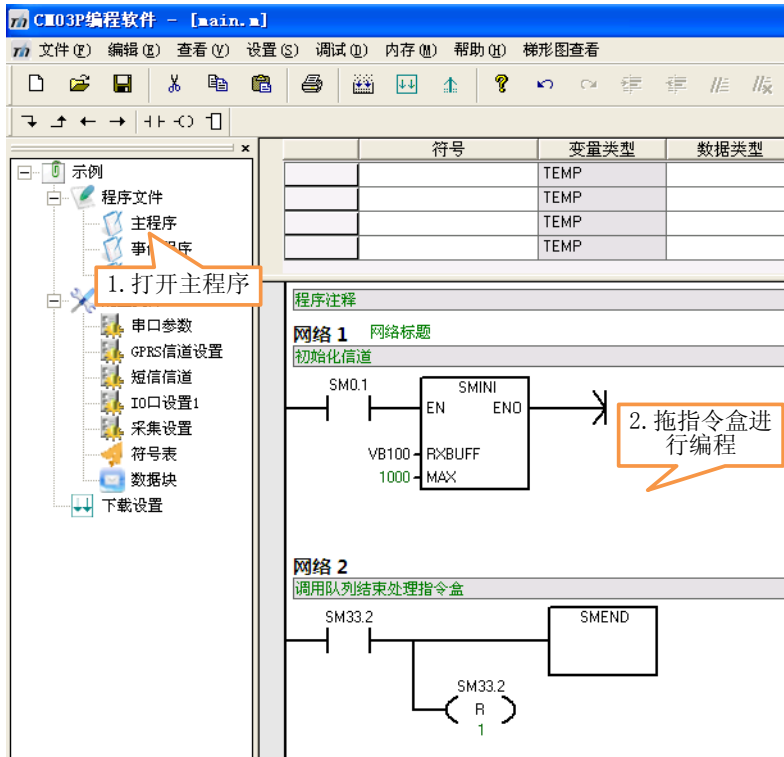 CM03P编程软件 - [main.m]
文件(F) 编辑(E) 查看(V) 设置(S) 调试(D) 内存(M) 帮助(H) 梯形图查看
符号 变量类型 数据类型
TEMP
TEMP
TEMP
TEMP
示例
程序文件
主程序
事件程序
1.打开主程序
串口参数
GPRS信道设置
短信信道
IO口设置1
采集设置
符号表
数据块
下载设置
程序注释
网络 1 网络标题
初始化信道
SM0.1 SMINI
EN ENO
VB100 RXBUFF
1000 MAX
2.拖指令盒进
行编程
网络 2
调用队列结束处理指令盒
SM33.2 SMEND
SM33.2
R
1